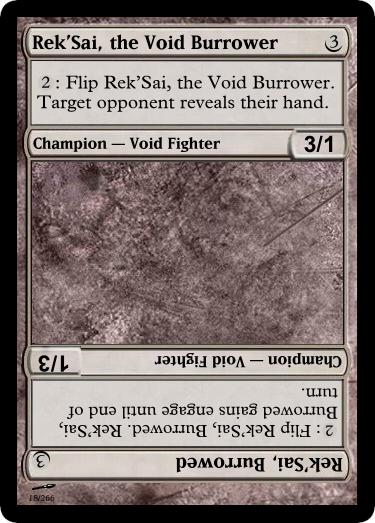 Rek'Sai, the Void Burrower 3
2 : Flip Rek'Sai, the Void Burrower.
Target opponent reveals their hand.
Champion — Void Fighter
3/1
Rek'Sai, Burrowed 3
2 : Flip Rek'Sai, Burrowed. Rek'Sai,
Burrowed gains engage until end of
turn.
Champion — Void Fighter
1/3
18/266